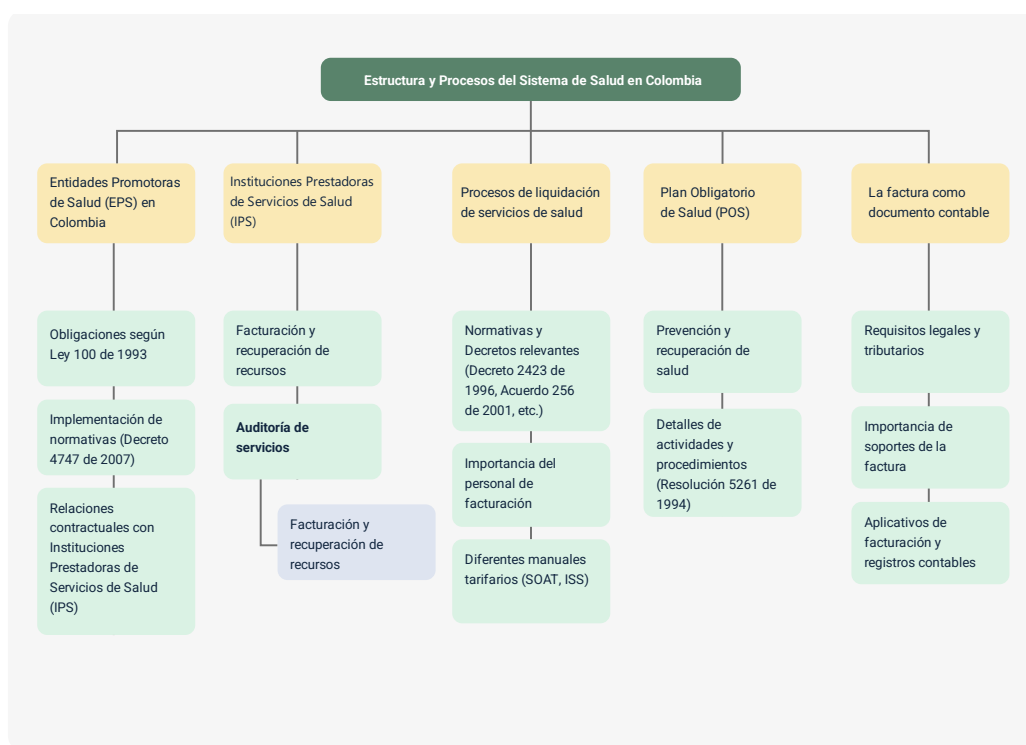 Estructura y Procesos del Sistema de Salud en Colombia
Entidades Promotoras
de Salud (EPS) en
Colombia
Obligaciones según
Ley 100 de 1993
Implementación de
normativas (Decreto
4747 de 2007)
Relaciones
contractuales con
Instituciones
Prestadoras de
Servicios de Salud
(IPS)
Instituciones Prestadoras
de Servicios de Salud
(IPS)
Facturación y
recuperación de
recursos
Auditoría de
servicios
Facturación y
recuperación de
recursos
Procesos de liquidación
de servicios de salud
Normativas y
Decretos relevantes
(Decreto 2423 de
1996, Acuerdo 256
de 2001, etc.)
Importancia del
personal de
facturación
Diferentes manuales
tarifarios (SOAT, ISS)
Plan Obligatorio
de Salud (POS)
Prevención y
recuperación de
salud
Detalles de
actividades y
procedimientos
(Resolución 5261 de
1994)
La factura como
documento contable
Requisitos legales y
tributarios
Importancia de
soportes de la
factura
Aplicativos de
facturación y
registros contables